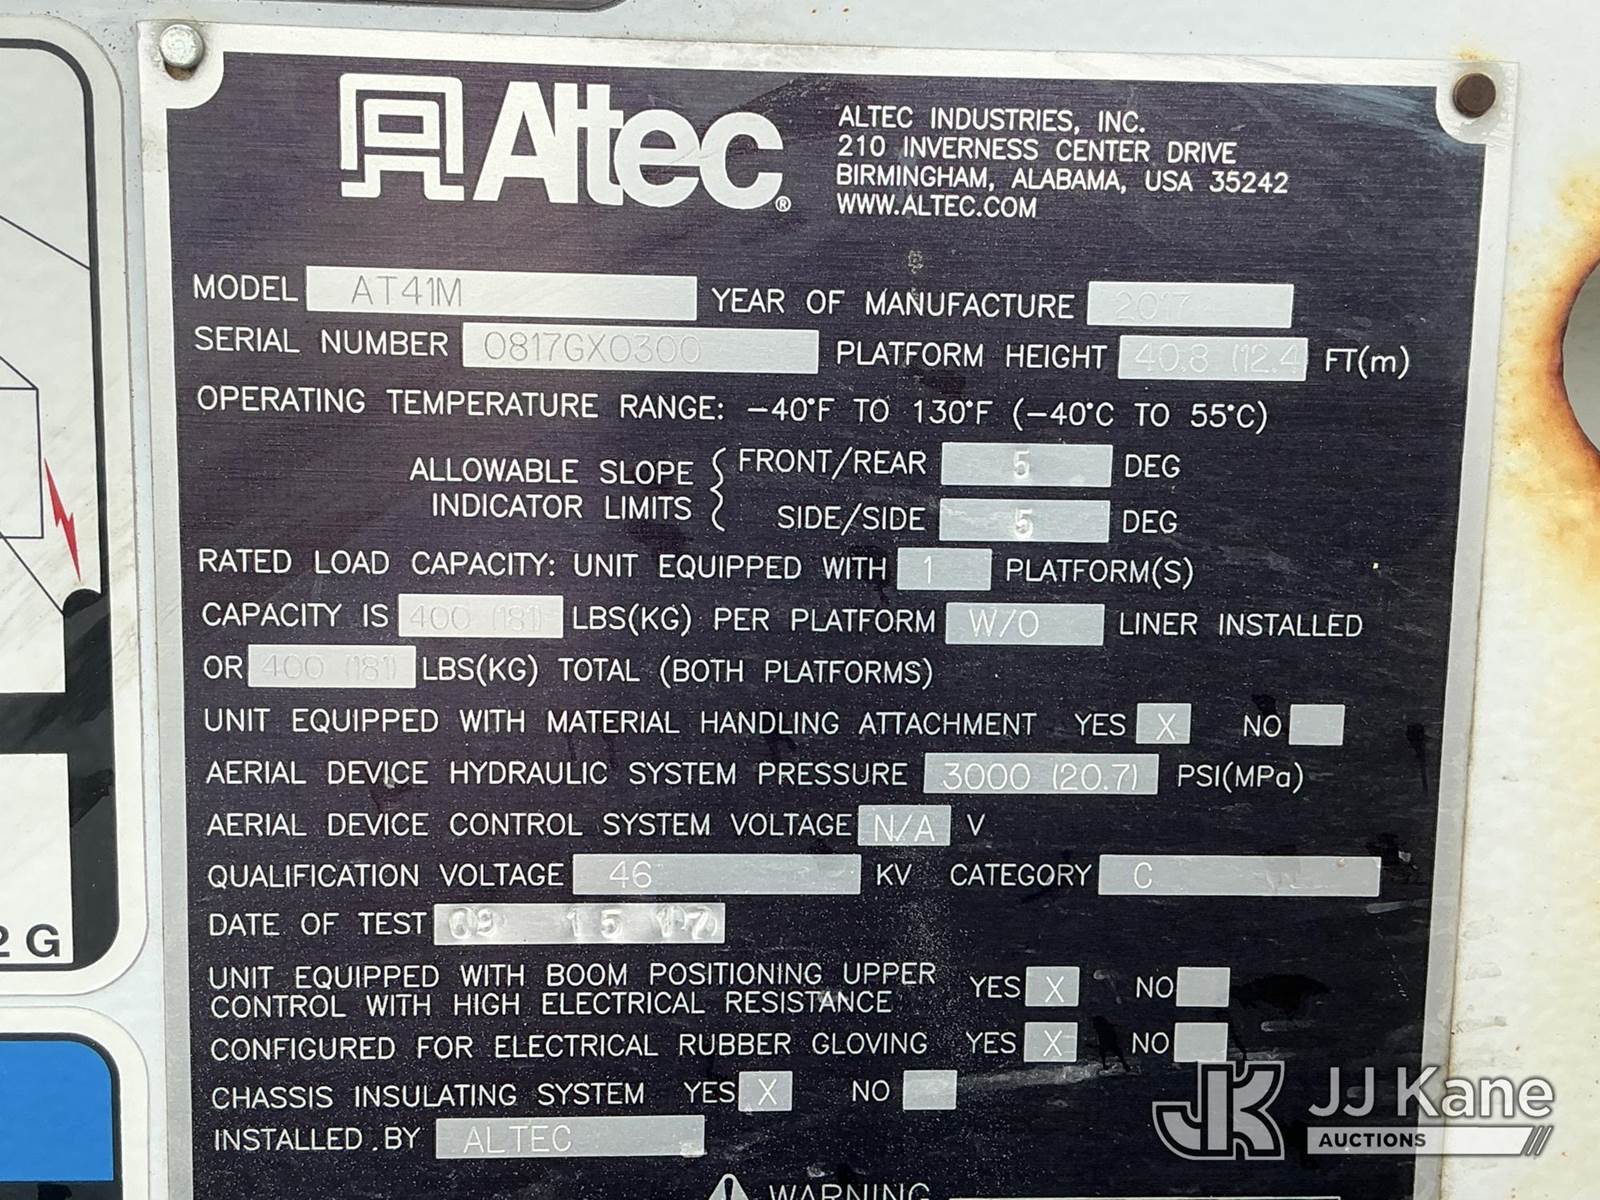 Altec®
ALTEC INDUSTRIES, INC.
210 INVERNESS CENTER DRIVE
BIRMINGHAM, ALABAMA, USA 35242
WWW.ALTEC.COM
MODEL AT41M YEAR OF MANUFACTURE 2017
SERIAL NUMBER 0817GX0300 PLATFORM HEIGHT 40.8 (12.4 FT(m)
OPERATING TEMPERATURE RANGE: -40°F TO 130°F (-40°C TO 55°C)
ALLOWABLE SLOPE INDICATOR LIMITS { FRONT/REAR 5 DEG
SIDE/SIDE 5 DEG
RATED LOAD CAPACITY: UNIT EQUIPPED WITH 1 PLATFORM(S)
CAPACITY IS 400 (181) LBS(KG) PER PLATFORM W/O LINER INSTALLED
OR 400 (181) LBS(KG) TOTAL (BOTH PLATFORMS)
UNIT EQUIPPED WITH MATERIAL HANDLING ATTACHMENT YES X NO
AERIAL DEVICE HYDRAULIC SYSTEM PRESSURE 3000 (20.7) PSI(MPa)
AERIAL DEVICE CONTROL SYSTEM VOLTAGE N/A V
QUALIFICATION VOLTAGE 46 KV CATEGORY C
DATE OF TEST 09 15 17
UNIT EQUIPPED WITH BOOM POSITIONING UPPER
CONTROL WITH HIGH ELECTRICAL RESISTANCE YES X NO
CONFIGURED FOR ELECTRICAL RUBBER GLOVING YES X NO
CHASSIS INSULATING SYSTEM YES X NO
INSTALLED BY ALTEC
WARNING
2 G
JK JJ Kane
AUCTIONS